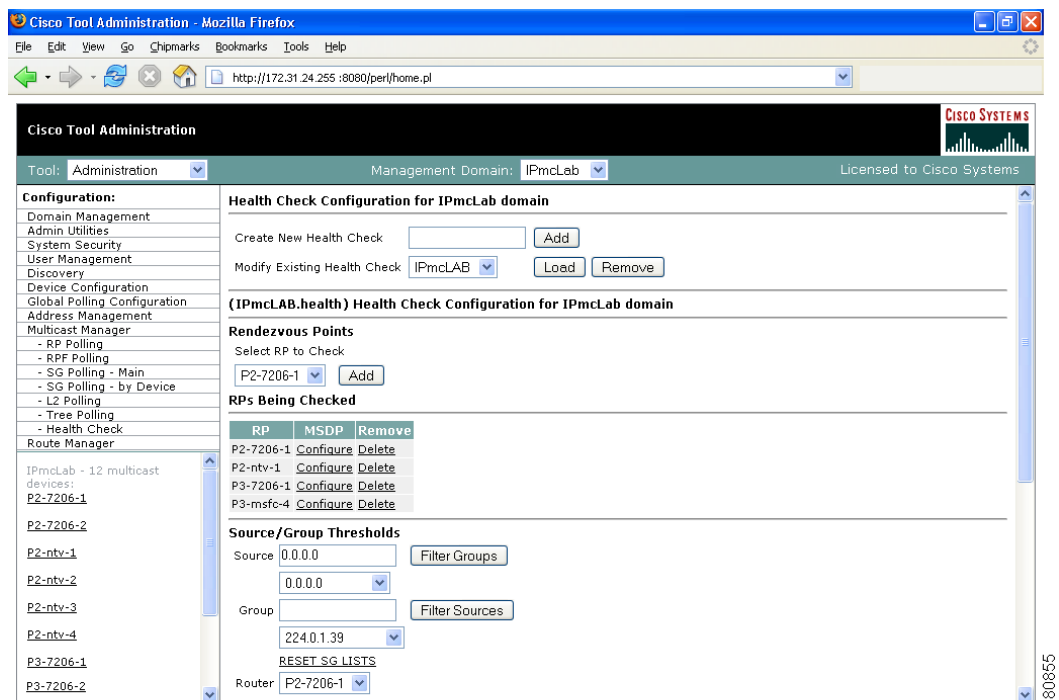 Cisco Tool Administration - Mozilla Firefox
File Edit View Go Chipmarks Bookmarks Tools Help
http://172.31.24.255 :8080/perl/home.pl
Cisco Tool Administration
CISCO SYSTEMS
Tool: Administration
Management Domain: IPmcLab
Licensed to Cisco Systems
Configuration:
Domain Management
Admin Utilities
System Security
User Management
Discovery
Device Configuration
Global Polling Configuration
Address Management
Multicast Manager
- RP Polling
- RPF Polling
- SG Polling - Main
- SG Polling - by Device
- L2 Polling
- Tree Polling
- Health Check
Route Manager
IPmcLab - 12 multicast
devices:
P2-7206-1
P2-7206-2
P2-ntv-1
P2-ntv-2
P2-ntv-3
P2-ntv-4
P3-7206-1
P3-7206-2
Health Check Configuration for IPmcLab domain
Create New Health Check Add
Modify Existing Health Check IPmcLAB Load Remove
(IPmcLAB.health) Health Check Configuration for IPmcLab domain
Rendezvous Points
Select RP to Check
P2-7206-1 Add
RPs Being Checked
RP MSDP Remove
P2-7206-1 Configure Delete
P2-ntv-1 Configure Delete
P3-7206-1 Configure Delete
P3-msfc-4 Configure Delete
Source/Group Thresholds
Source 0.0.0.0 Filter Groups
0.0.0.0
Group Filter Sources
224.0.1.39
RESET SG LISTS
Router P2-7206-1
80855